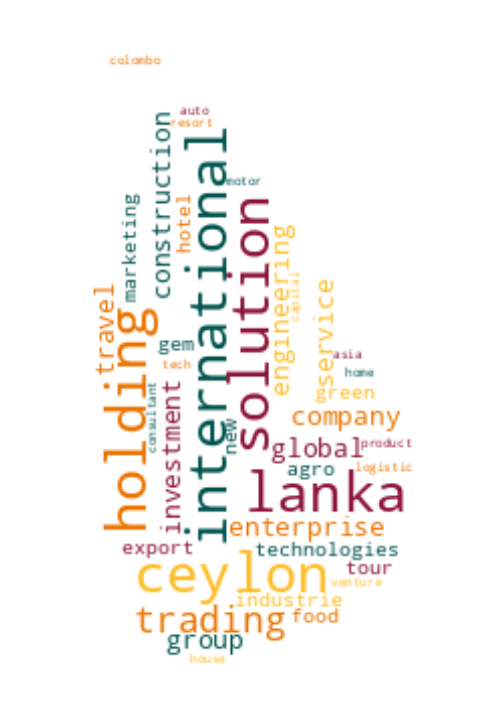 colombo
auto
resort
construction
international
motor
marketing
hotel
solution
engineering
capital
service
travel
holding
gem
tech
asia
home
green
consultant
investment
new
company
global
product
agro
logistic
lanka
enterprise
export
technologies
ceylon
tour
venture
industrie
trading
food
group
house